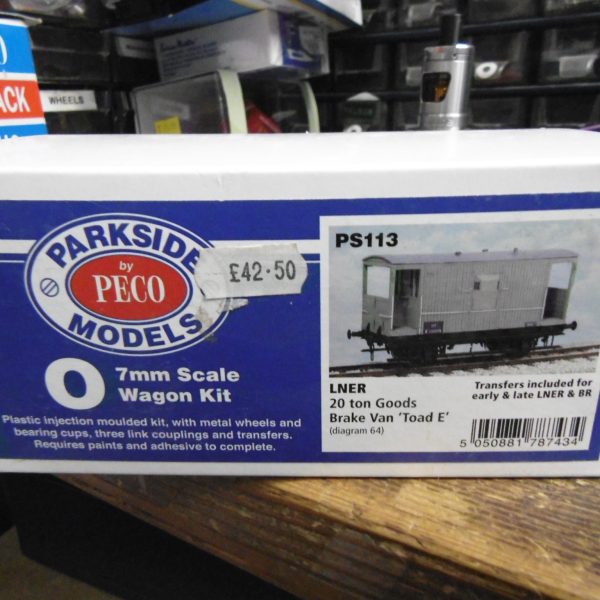 ACK
WHEELS
PARKSIDE
by
PECO
MODELS
£42.50
O 7mm Scale
Wagon Kit
Plastic injection moulded kit, with metal wheels and
bearing cups, three link couplings and transfers.
Requires paints and adhesive to complete.
PS113
LNER
20 ton Goods
Brake Van 'Toad E'
(diagram 64)
Transfers included for
early & late LNER & BR
5 050881 787434